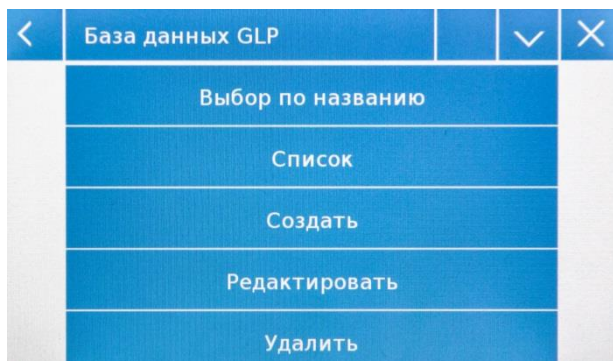 База данных GLP
Выбор по названию
Список
Создать
Редактировать
Удалить